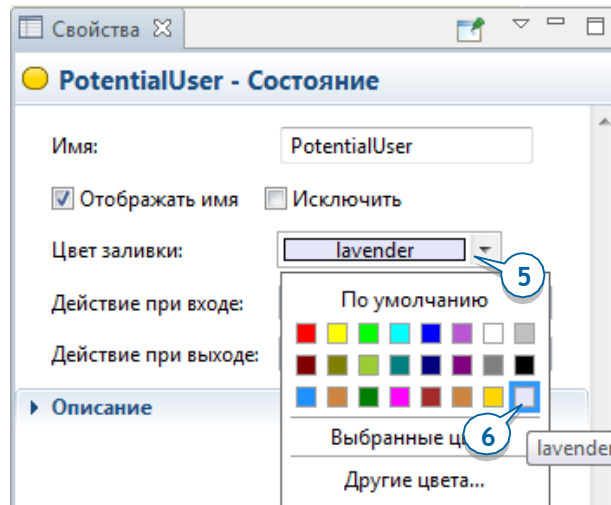 Свойства
PotentialUser - Состояние
Имя: PotentialUser
Отображать имя Исключить
Цвет заливки: lavender
5
По умолчанию
Действие при входе:
Действие при выходе:
Описание
Выбранные 6
lavender
Другие цвета...